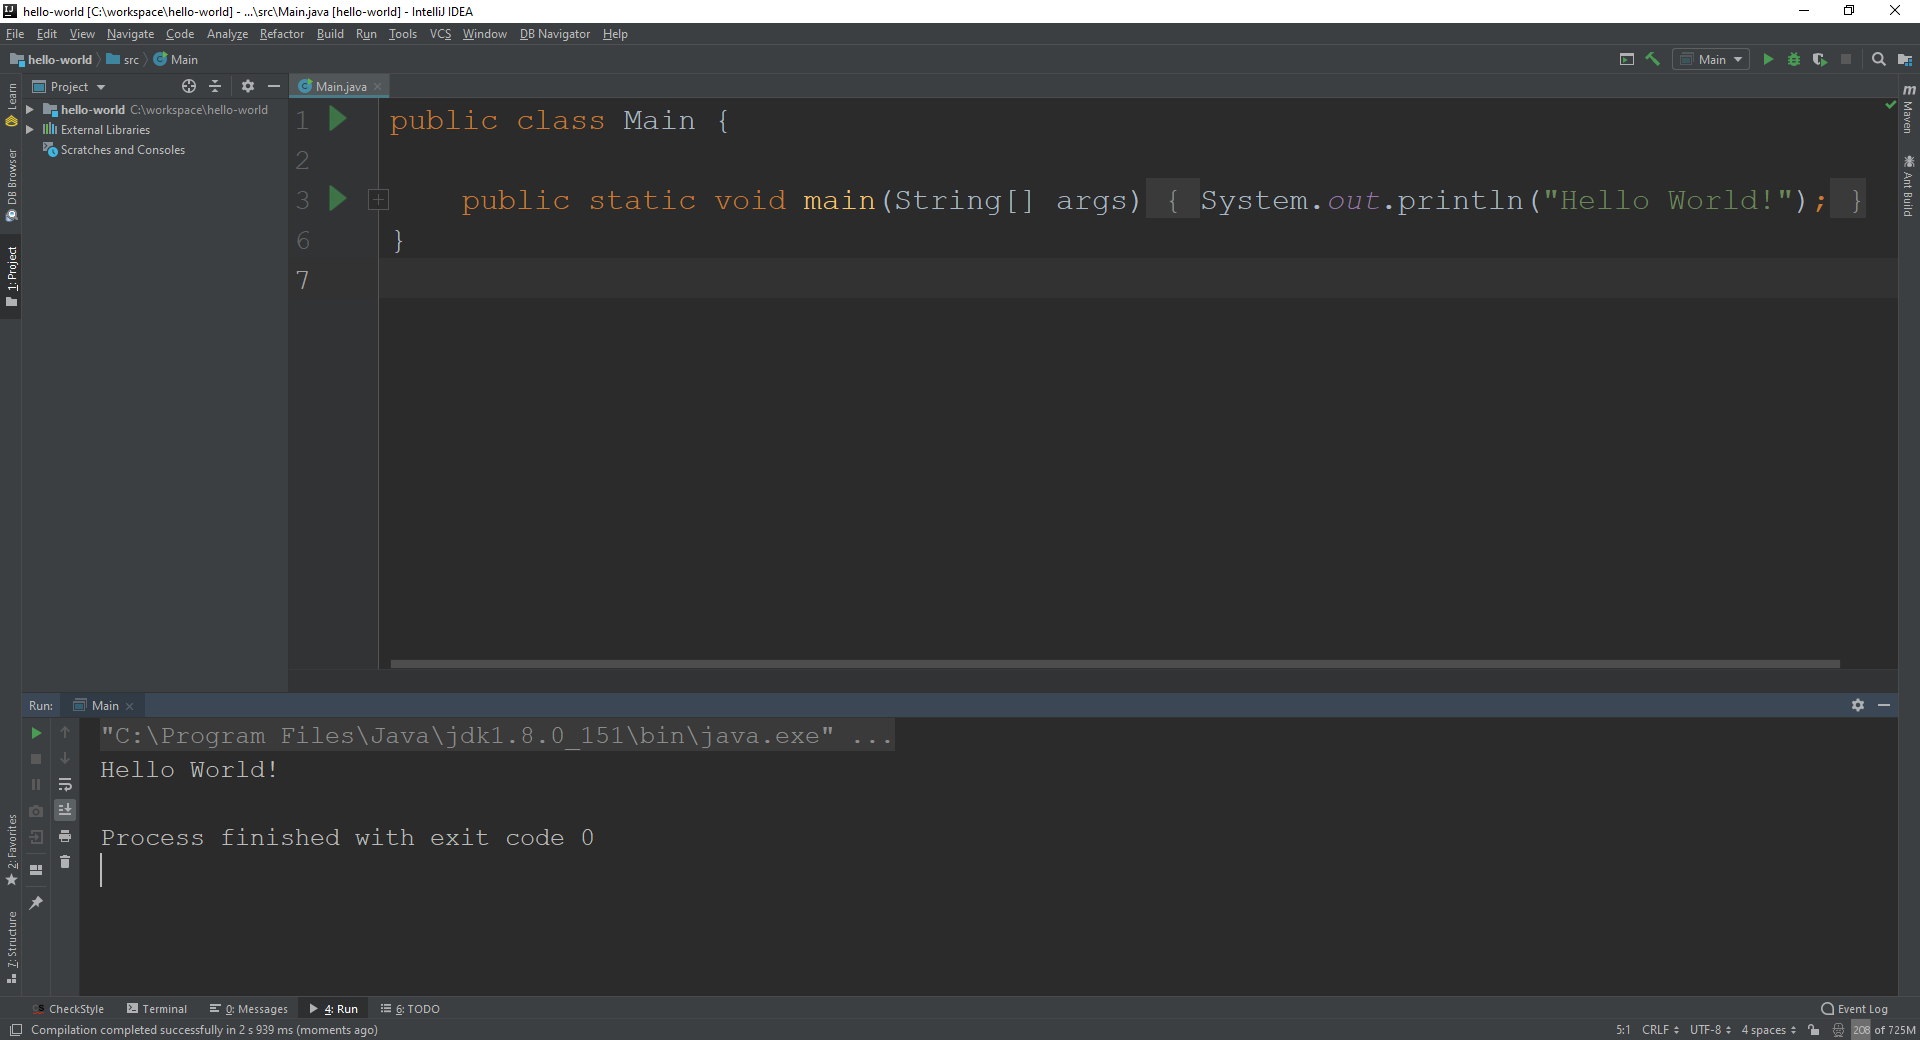 hello-world [C:\workspace\hello-world] - ...\src\Main.java [hello-world] - IntelliJ IDEA
File Edit View Navigate Code Analyze Refactor Build Run Tools VCS Window DB Navigator Help
hello-world src Main
Main
Learn
DB Browser
1: Project
2: Favorites
7: Structure
Project
hello-world C:\workspace\hello-world
External Libraries
Scratches and Consoles
Main.java
1 public class Main {
2
3 public static void main(String[] args) { System.out.println("Hello World!"); }
6 }
7
m Maven
Ant Build
Run: Main
"C:\Program Files\Java\jdk1.8.0_151\bin\java.exe" ...
Hello World!
Process finished with exit code 0
CheckStyle Terminal 0: Messages 4: Run 6: TODO Event Log
Compilation completed successfully in 2 s 939 ms (moments ago) 5:1 CRLF UTF-8 4 spaces 208 of 725M